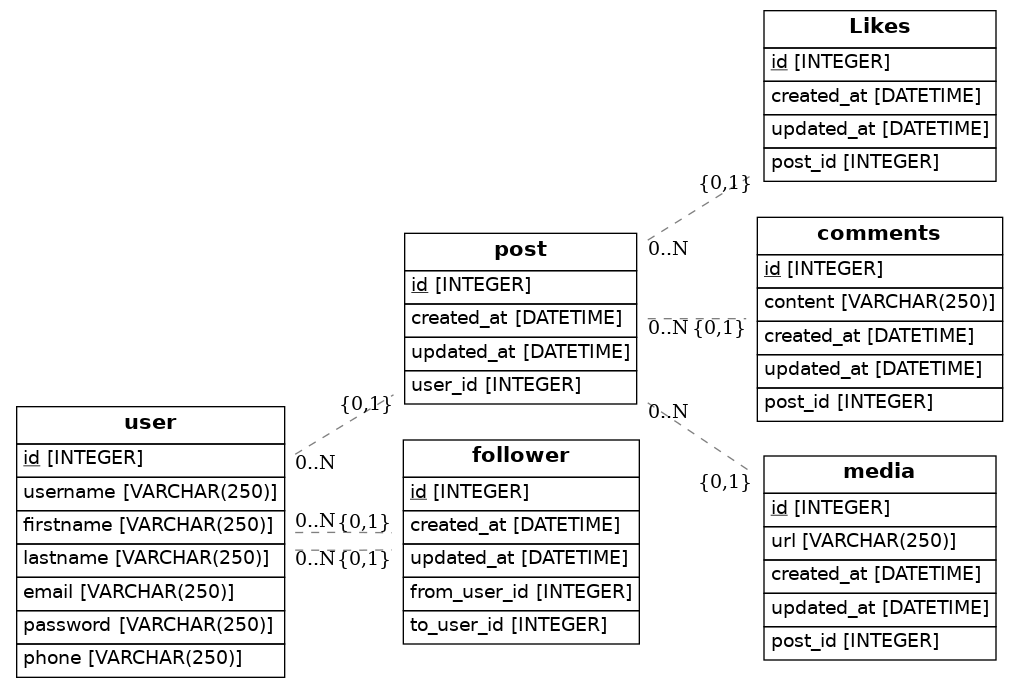 Likes
id [INTEGER]
created_at [DATETIME]
updated_at [DATETIME]
post_id [INTEGER]
{0,1}
0..N
post
id [INTEGER]
created_at [DATETIME]
updated_at [DATETIME]
user_id [INTEGER]
comments
id [INTEGER]
content [VARCHAR(250)]
created_at [DATETIME]
updated_at [DATETIME]
post_id [INTEGER]
0..N {0,1}
0..N
{0,1}
media
id [INTEGER]
url [VARCHAR(250)]
created_at [DATETIME]
updated_at [DATETIME]
post_id [INTEGER]
{0,1}
0..N
user
id [INTEGER]
username [VARCHAR(250)]
firstname [VARCHAR(250)]
lastname [VARCHAR(250)]
email [VARCHAR(250)]
password [VARCHAR(250)]
phone [VARCHAR(250)]
0..N {0,1}
0..N {0,1}
follower
id [INTEGER]
created_at [DATETIME]
updated_at [DATETIME]
from_user_id [INTEGER]
to_user_id [INTEGER]